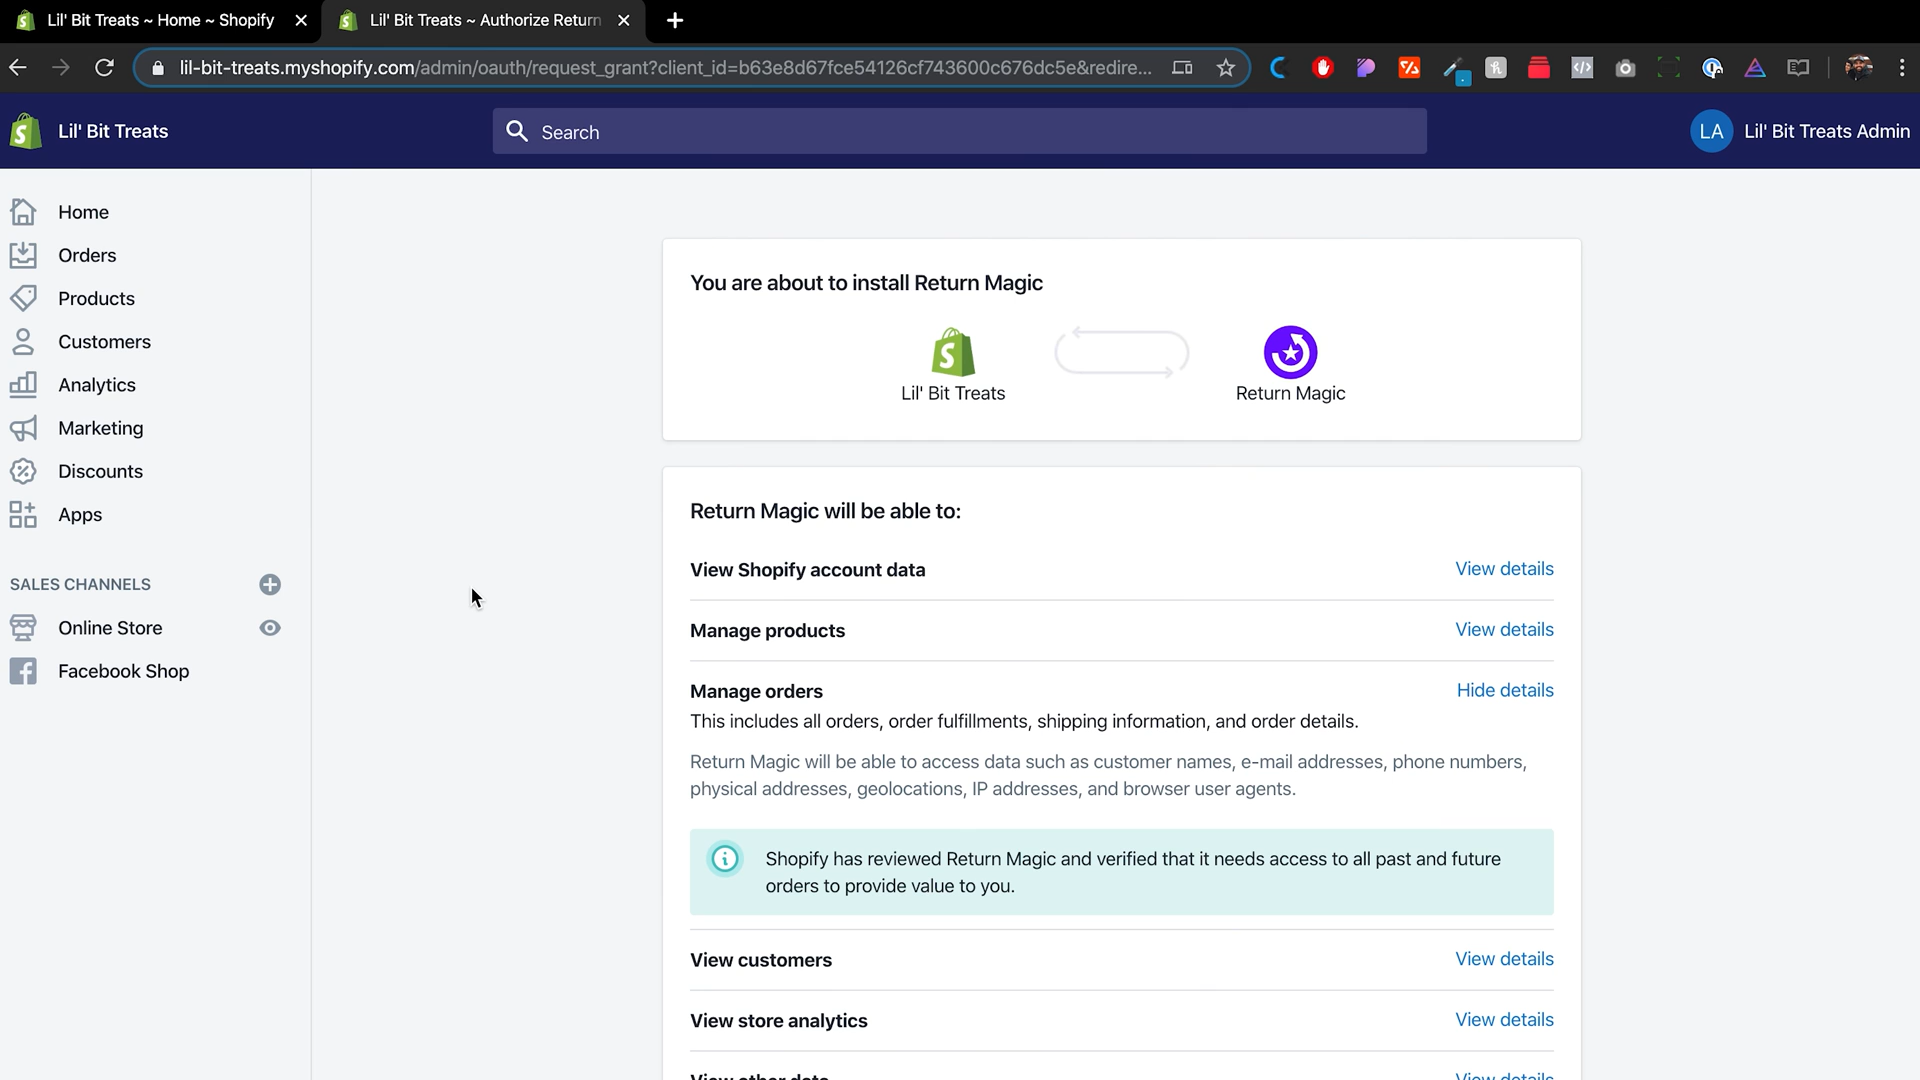 Lil' Bit Treats ~ Home ~ Shopify
Lil' Bit Treats ~ Authorize Return
lil-bit-treats.myshopify.com/admin/oauth/request_grant?client_id=b63e8d67fce54126cf743600c676dc5e&redire...
Lil' Bit Treats
Search
LA
Lil' Bit Treats Admin
Home
Orders
Products
Customers
Analytics
Marketing
Discounts
Apps
SALES CHANNELS
Online Store
Facebook Shop
You are about to install Return Magic
Lil' Bit Treats
Return Magic
Return Magic will be able to:
View Shopify account data View details
Manage products View details
Manage orders Hide details
This includes all orders, order fulfillments, shipping information, and order details.
Return Magic will be able to access data such as customer names, e-mail addresses, phone numbers,
physical addresses, geolocations, IP addresses, and browser user agents.
Shopify has reviewed Return Magic and verified that it needs access to all past and future
orders to provide value to you.
View customers View details
View store analytics View details
View other data View details